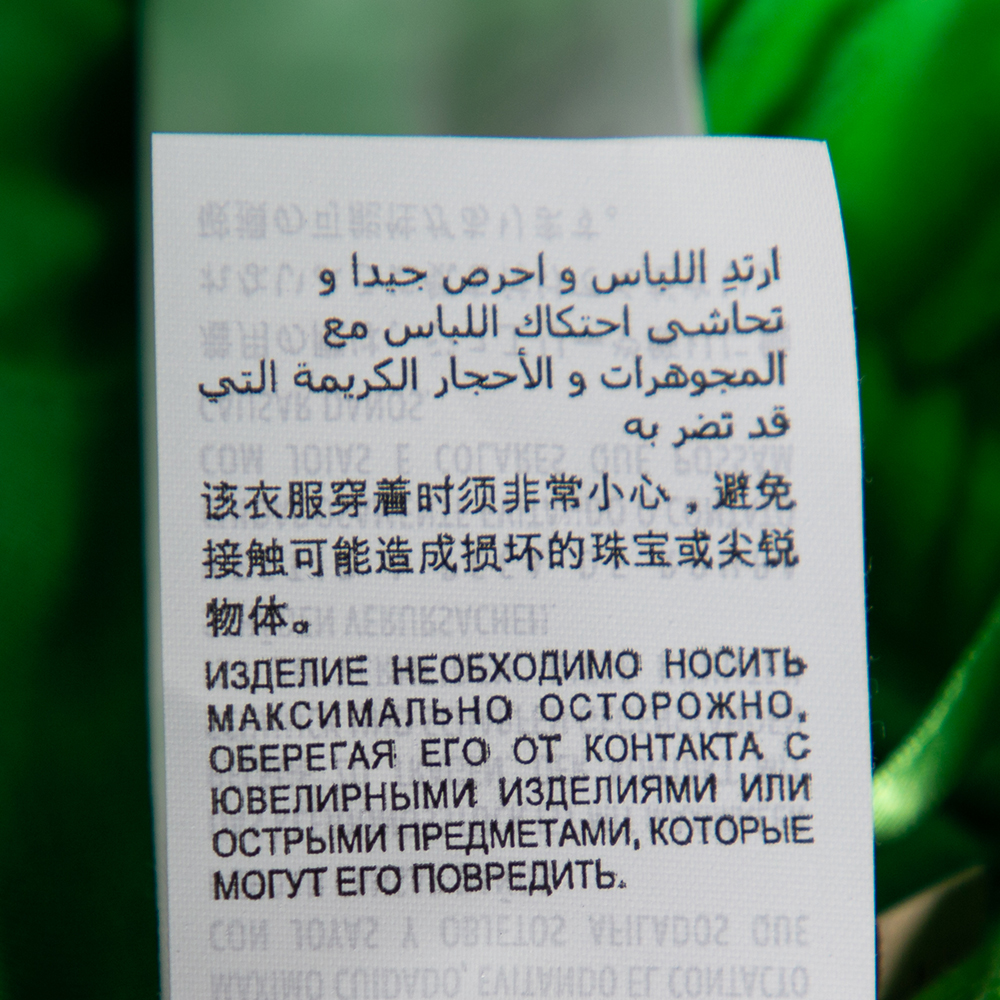 ارتدِ اللباس و احرص جيدا و
تحاشى احتكاك اللباس مع
المجوهرات و الأحجار الكريمة التي
قد تضر به
该衣服穿着时须非常小心，避免
接触可能造成损坏的珠宝或尖锐
物体。
ИЗДЕЛИЕ НЕОБХОДИМО НОСИТЬ
МАКСИМАЛЬНО ОСТОРОЖНО,
ОБЕРЕГАЯ ЕГО ОТ КОНТАКТА С
ЮВЕЛИРНЫМИ ИЗДЕЛИЯМИ ИЛИ
ОСТРЫМИ ПРЕДМЕТАМИ, КОТОРЫЕ
МОГУТ ЕГО ПОВРЕДИТЬ.